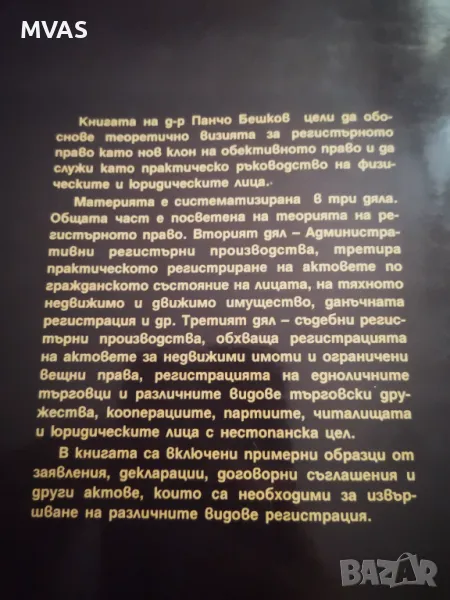 MVAS
Книгата на д-р Панчо Бешков цели да обо-
снове теоретично визията за регистърното
право като нов клон на обективното право и да
служи като практическо ръководство на физи-
ческите и юридическите лица.
Материята е систематизирана в три дяла.
Общата част е посветена на теорията на ре-
гистърното право. Вторият дял – Администра-
тивни регистърни производства, третира
практическото регистриране на актовете по
гражданското състояние на лицата, на тяхното
недвижимо и движимо имущество, данъчната
регистрация и др. Третият дял – съдебни регис-
търни производства, обхваща регистрацията
на актовете за недвижими имоти и ограничени
вещни права, регистрацията на едноличните
търговци и различните видове търговски дру-
жества, кооперациите, партиите, читалищата
и юридическите лица с нестопанска цел.
В книгата са включени примерни образци от
заявления, декларации, договорни съглашения и
други актове, които са необходими за извър-
шване на различните видове регистрация.
BAZAR